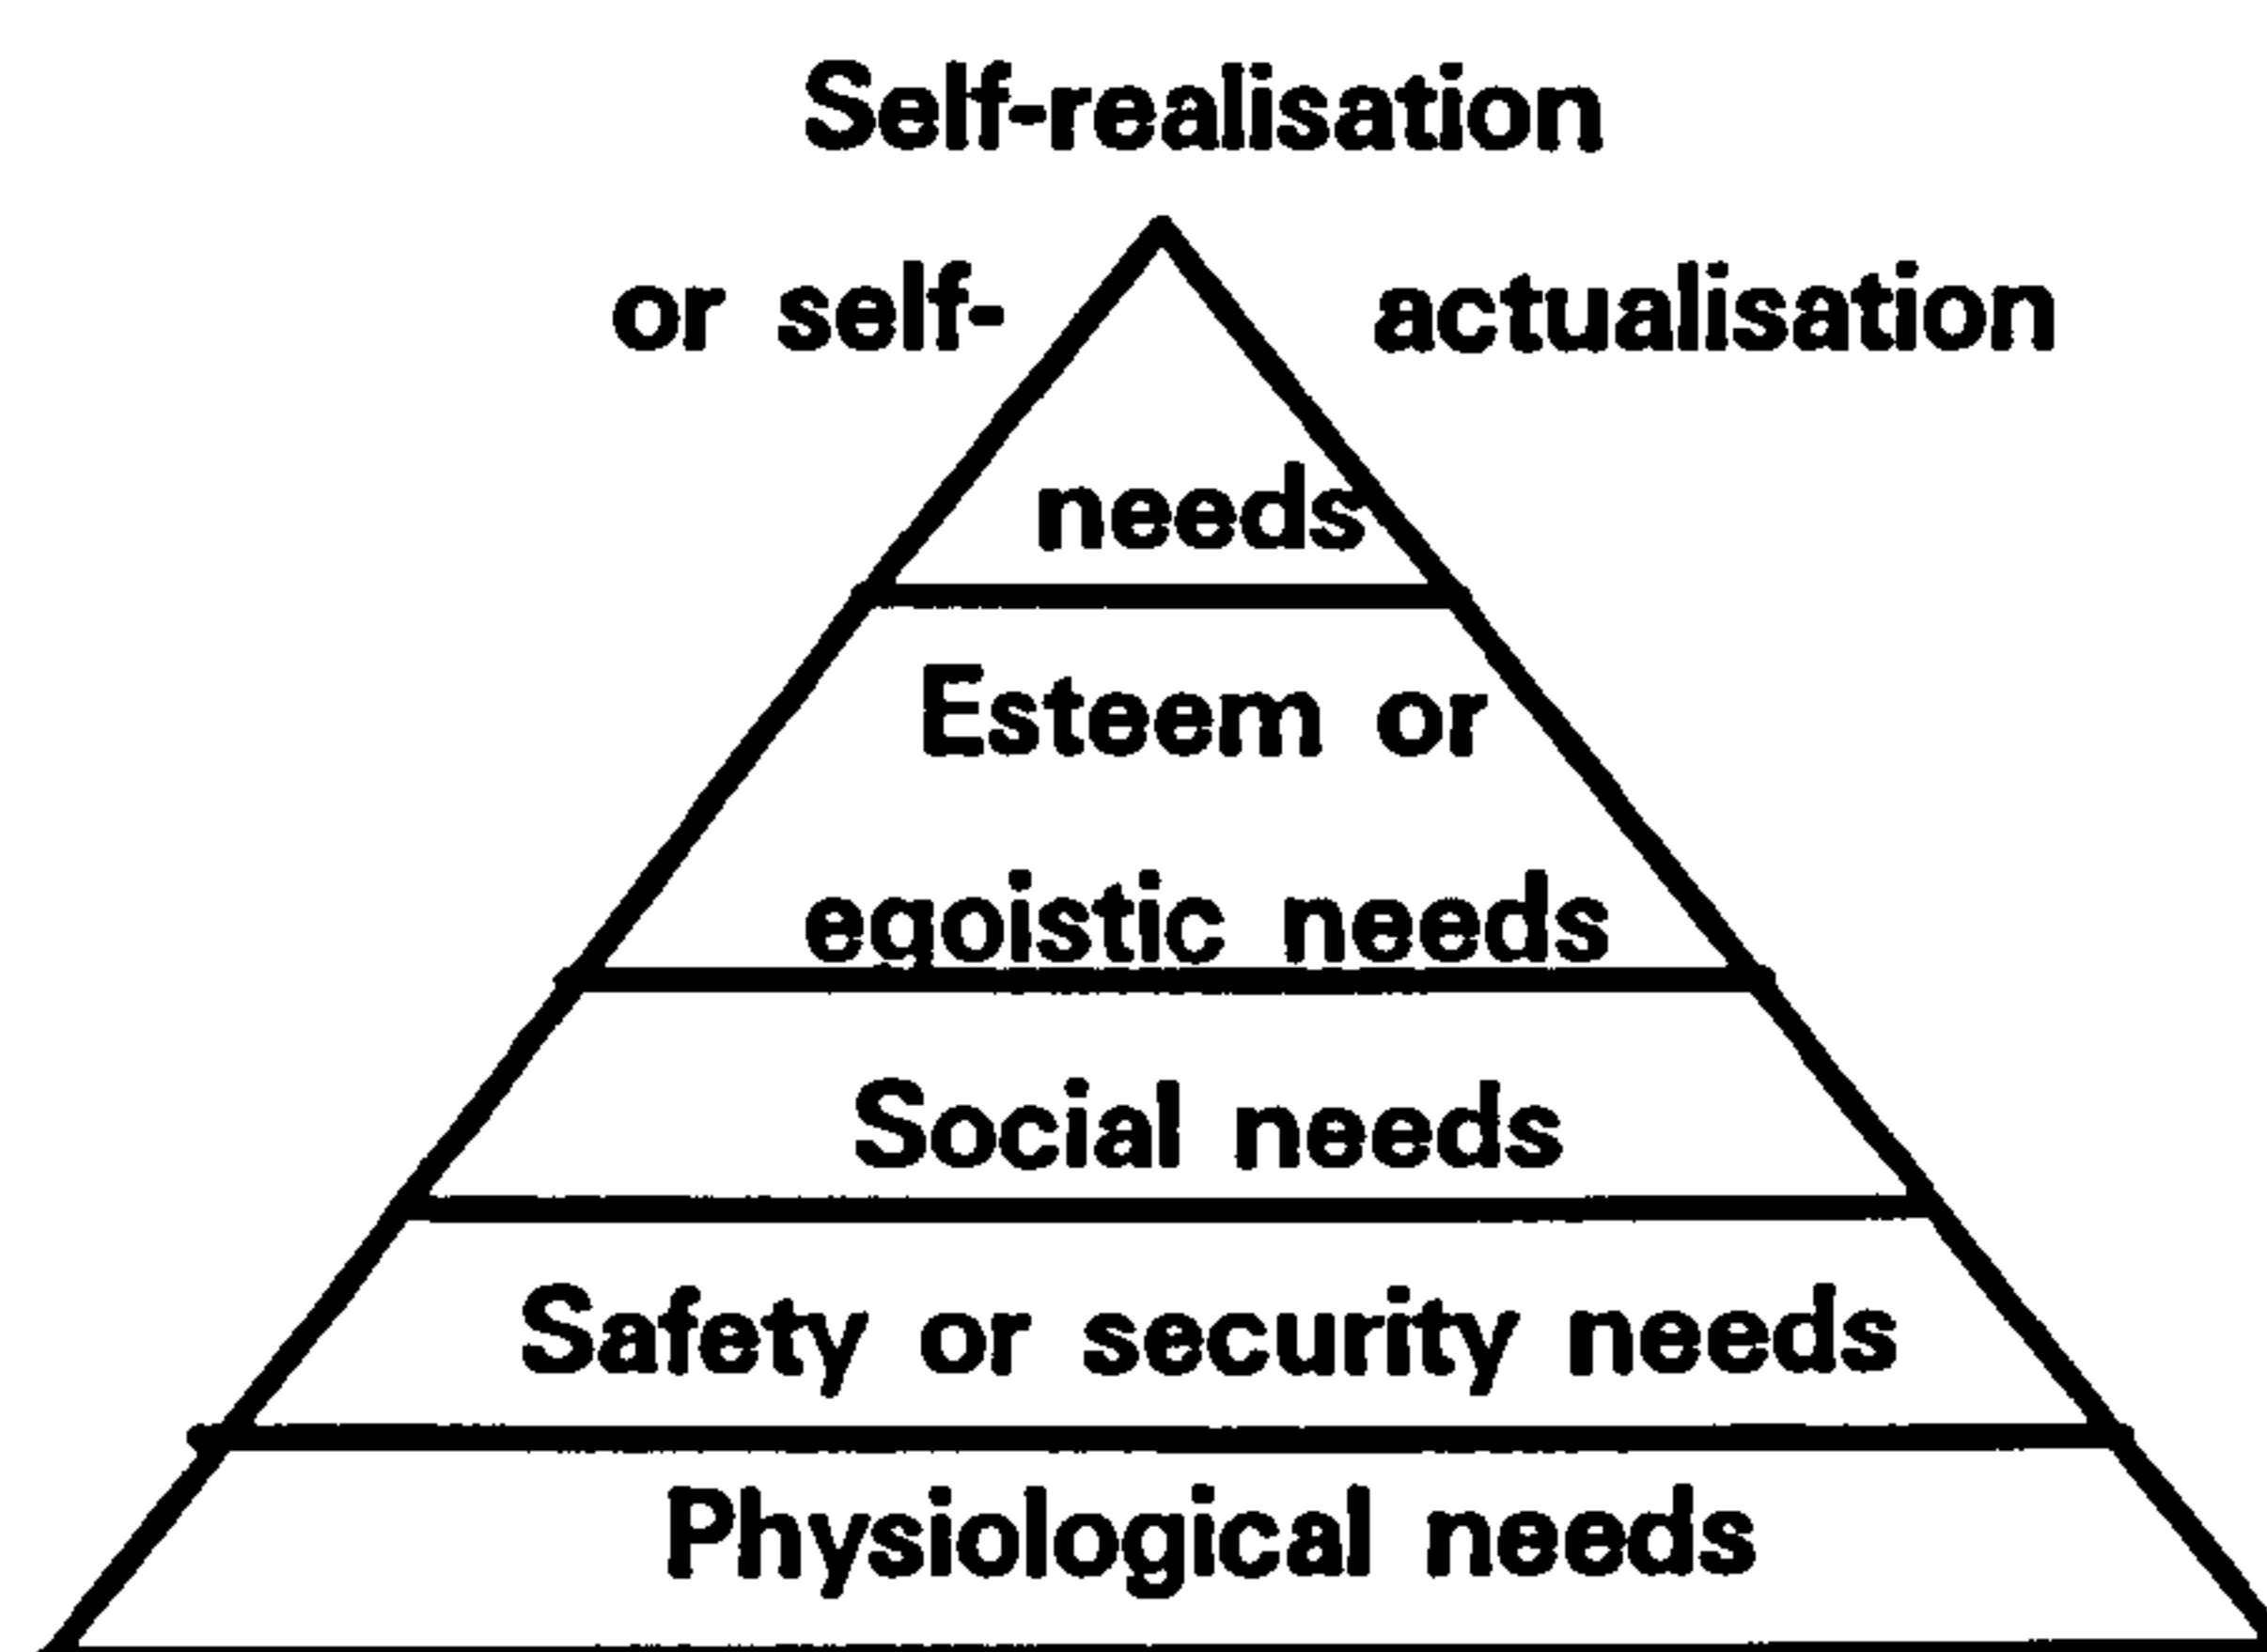 Self-realisation
or self- actualisation
needs
Esteem or
egoistic needs
Social needs
Safety or security needs
Physiological needs